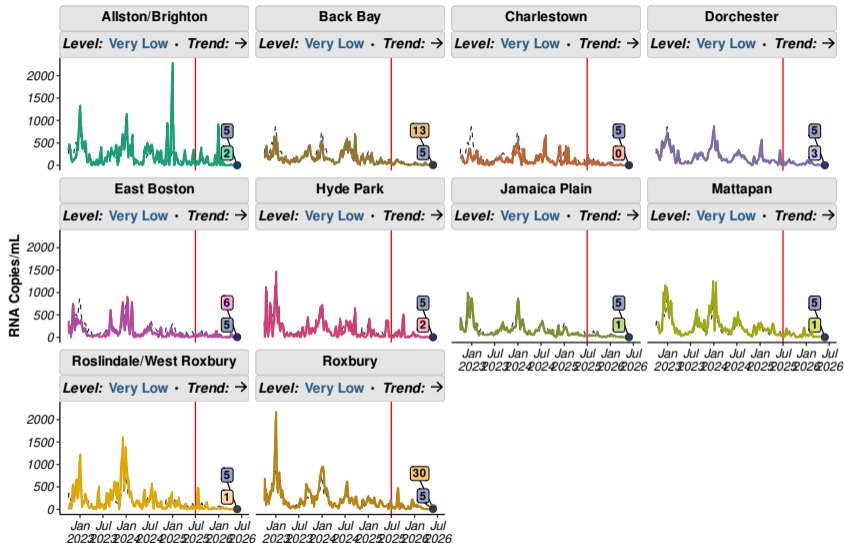 Allston/Brighton Back Bay Charlestown Dorchester
Level: Very Low · Trend: → Level: Very Low · Trend: → Level: Very Low · Trend: → Level: Very Low · Trend: →
2000
1500
1000
500
0
5 2
13 5
5 0
5 3
East Boston Hyde Park Jamaica Plain Mattapan
Level: Very Low · Trend: → Level: Very Low · Trend: → Level: Very Low · Trend: → Level: Very Low · Trend: →
RNA Copies/mL
2000
1500
1000
500
0
6 5
5 2
5 1
5 1
Jan Jul Jan Jul Jan Jul Jan Jul Jan Jul Jan Jul Jan Jul Jan Jul
2023 2023 2024 2024 2025 2025 2026 2026 2023 2023 2024 2024 2025 2025 2026 2026
Roslindale/West Roxbury Roxbury
Level: Very Low · Trend: → Level: Very Low · Trend: →
2000
1500
1000
500
0
5 1
30 5
Jan Jul Jan Jul Jan Jul Jan Jul Jan Jul Jan Jul Jan Jul Jan Jul
2023 2023 2024 2024 2025 2025 2026 2026 2023 2023 2024 2024 2025 2025 2026 2026